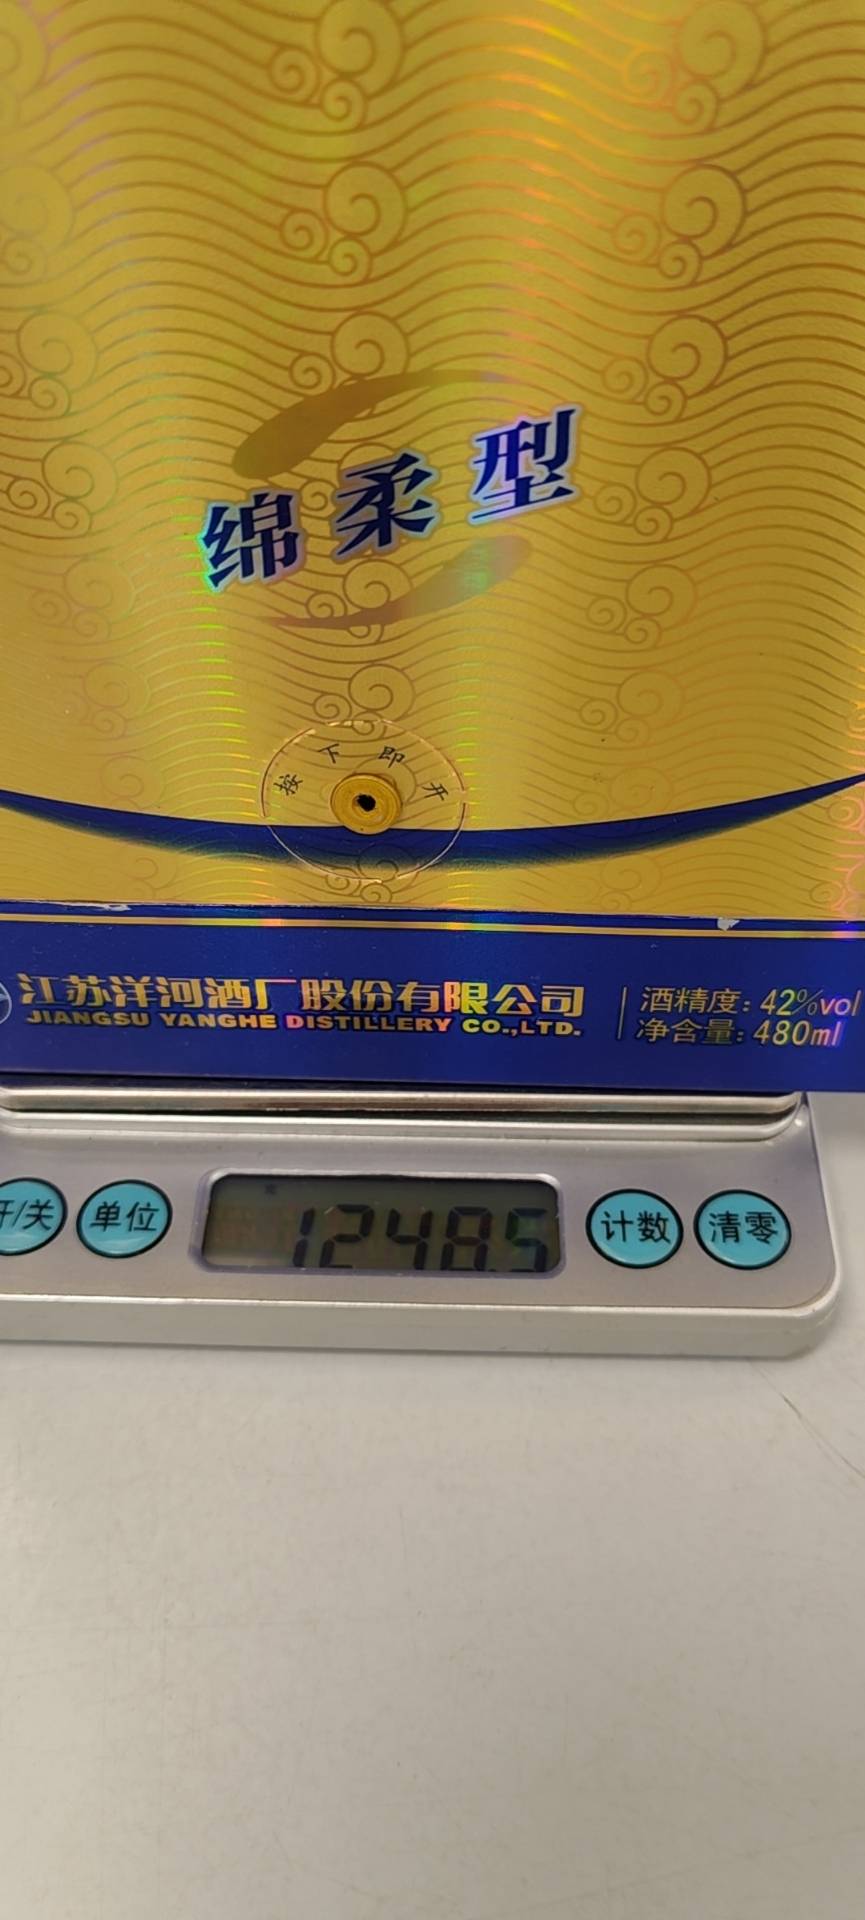 绵柔型
按下即开
江苏洋河酒厂股份有限公司
JIANGSU YANGHE DISTILLERY CO.,LTD.
酒精度: 42%vol
净含量: 480ml
开/关
单位
1248.5
计数
清零